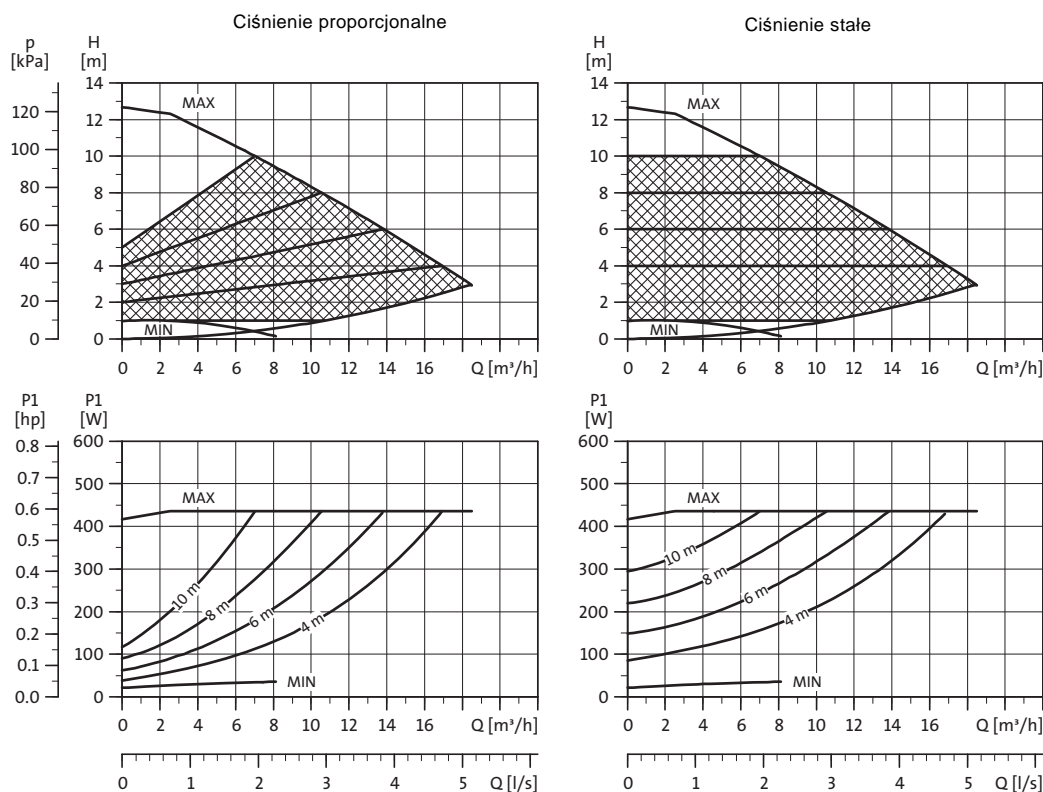 Ciśnienie proporcjonalne
Ciśnienie stałe
p
[kPa]
H
[m]
H
[m]
120
100
80
60
40
20
0
14
12
10
8
6
4
2
0
MAX
MIN
0 2 4 6 8 10 12 14 16 Q [m³/h]
14
12
10
8
6
4
2
0
MAX
MIN
0 2 4 6 8 10 12 14 16 Q [m³/h]
P1
[hp]
P1
[W]
P1
[W]
0.8
0.7
0.6
0.5
0.4
0.3
0.2
0.1
0.0
600
500
400
300
200
100
0
MAX
10 m
8 m
6 m
4 m
MIN
0 2 4 6 8 10 12 14 16 Q [m³/h]
0 1 2 3 4 5 Q [l/s]
600
500
400
300
200
100
0
MAX
10 m
8 m
6 m
4 m
MIN
0 2 4 6 8 10 12 14 16 Q [m³/h]
0 1 2 3 4 5 Q [l/s]